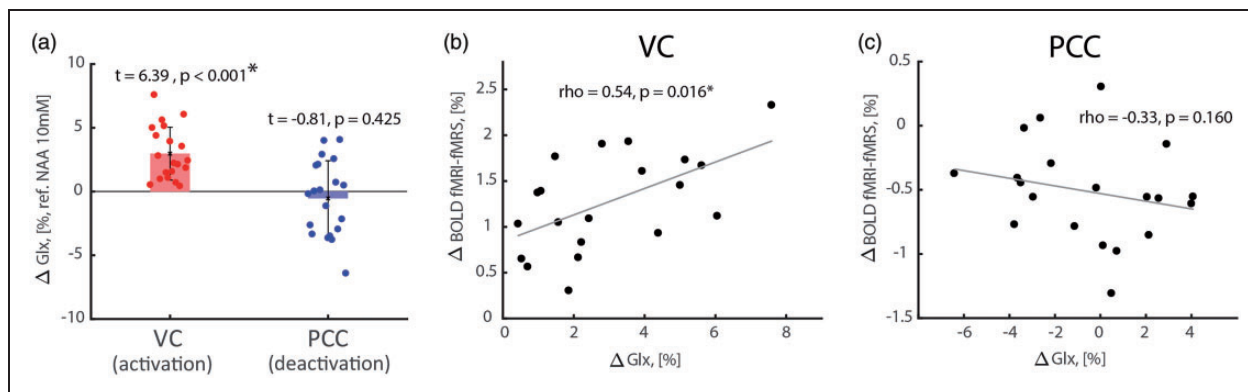 (a)
Δ Glx, [%, ref. NAA 10mM]
10
5
0
-5
-10
t = 6.39 , p < 0.001*
t = -0.81, p = 0.425
VC
(activation)
PCC
(deactivation)
(b)
VC
Δ BOLD fMRI-fMRS, [%]
2.5
2
1.5
1
0.5
0
rho = 0.54, p = 0.016*
0
2
4
6
8
Δ Glx, [%]
(c)
PCC
Δ BOLD fMRI-fMRS, [%]
0.5
0
-0.5
-1
-1.5
rho = -0.33, p = 0.160
-6
-4
-2
0
2
4
Δ Glx, [%]